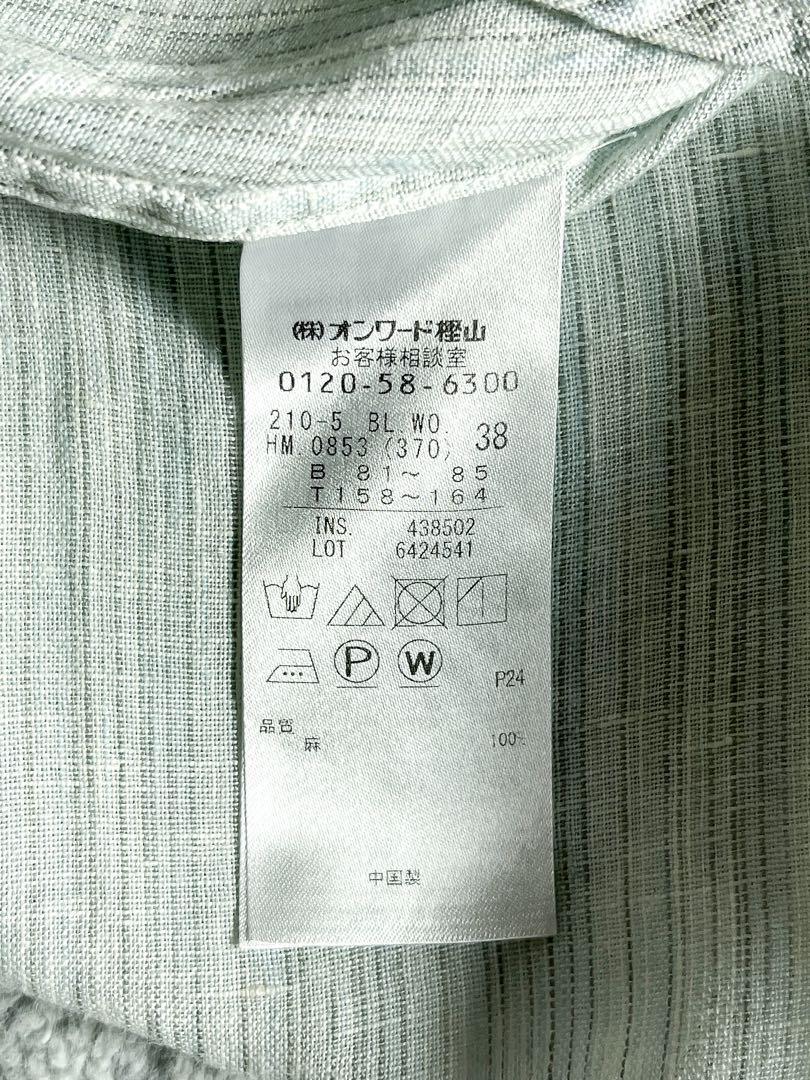 (株)オンワード樫山
お客様相談室
0120-58-6300
210-5 BL.WO.
HM.0853 (370) 38
B 81〜 85
T158〜164
INS. 438502
LOT 6424541
P W
P24
品質
麻 100%
中国製